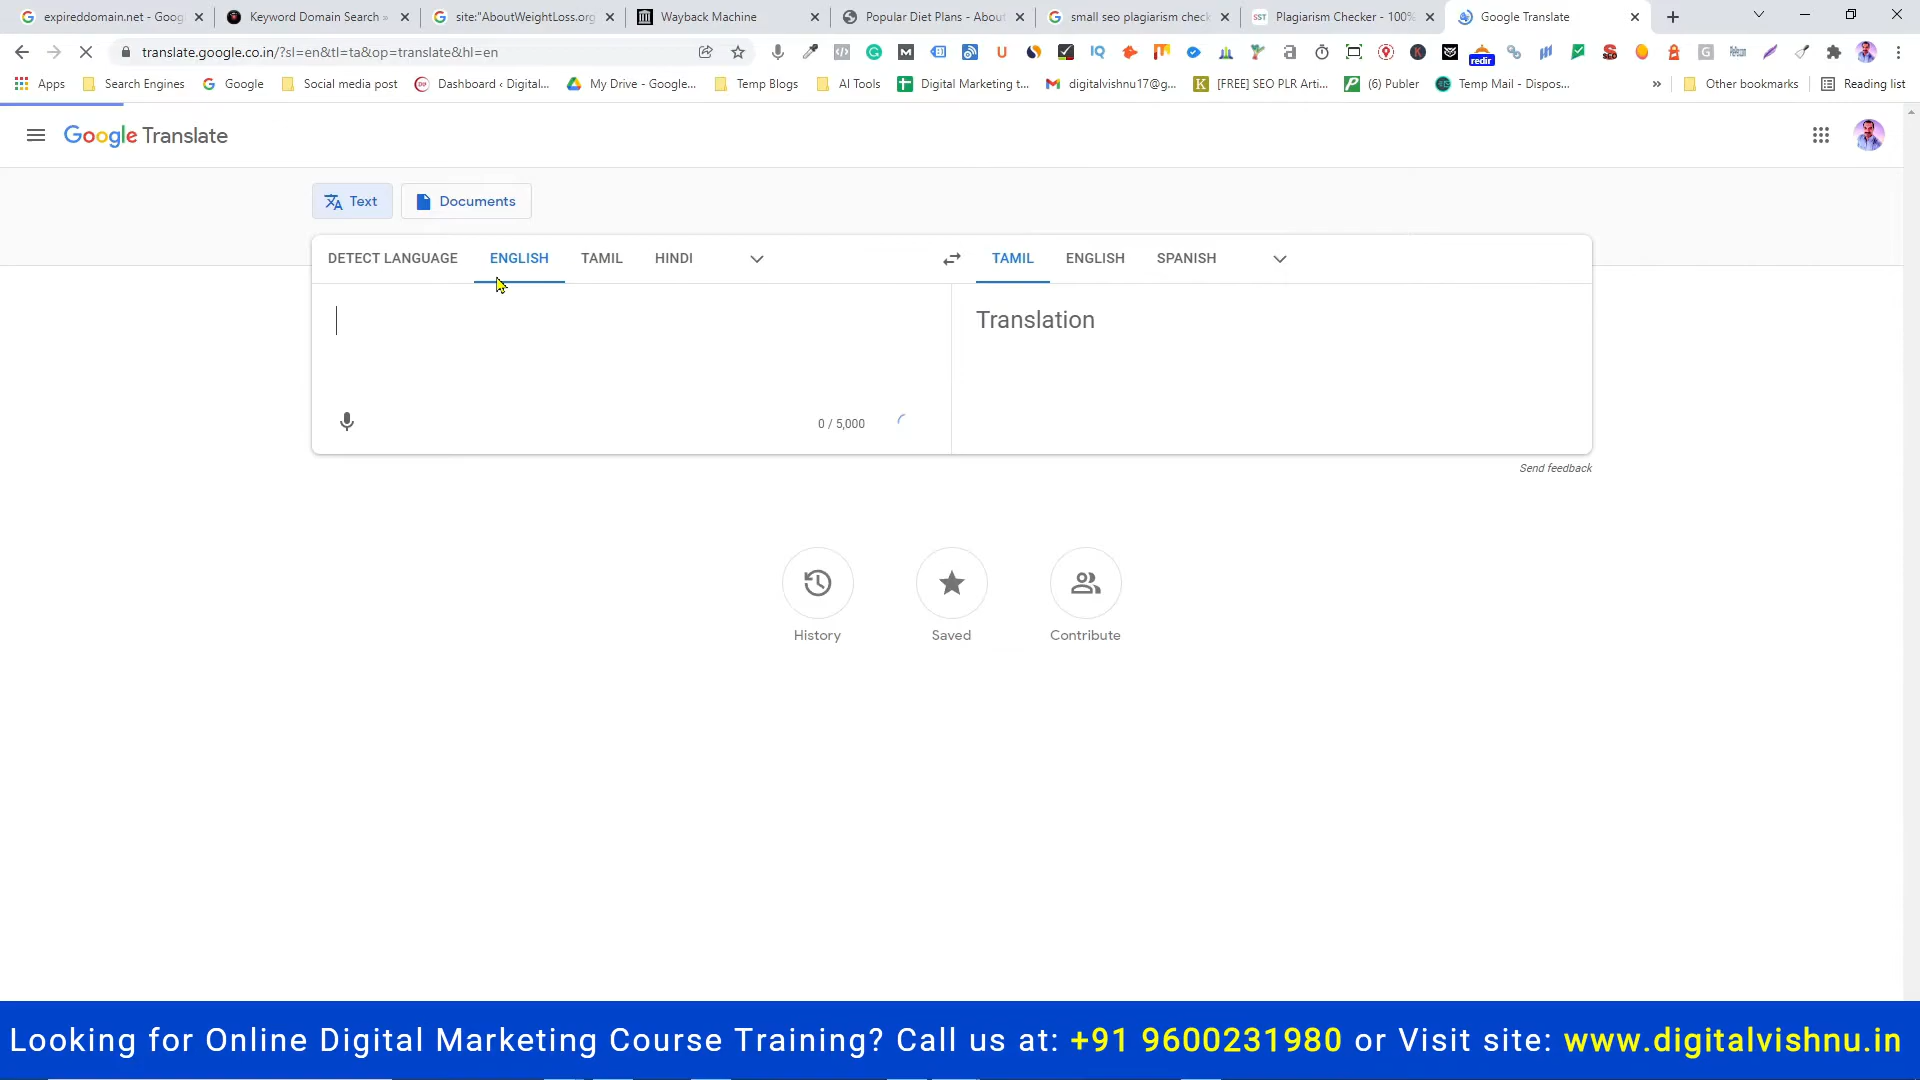 expireddomain.net - Goog
Keyword Domain Search »
site:"AboutWeightLoss.org
Wayback Machine
Popular Diet Plans - About
small seo plagiarism check
SST
Plagiarism Checker - 100%
Google Translate
translate.google.co.in/?sl=en&tl=ta&op=translate&hl=en
redir
Apps
Search Engines
Google
Social media post
Dashboard ‹ Digital...
My Drive - Google...
Temp Blogs
AI Tools
Digital Marketing t...
digitalvishnu17@g...
[FREE] SEO PLR Arti...
(6) Publer
Temp Mail - Dispos...
»
Other bookmarks
Reading list
Google Translate
Text
Documents
DETECT LANGUAGE
ENGLISH
TAMIL
HINDI
TAMIL
ENGLISH
SPANISH
Translation
0 / 5,000
Send feedback
History
Saved
Contribute
Looking for Online Digital Marketing Course Training? Call us at: +91 9600231980 or Visit site: www.digitalvishnu.in